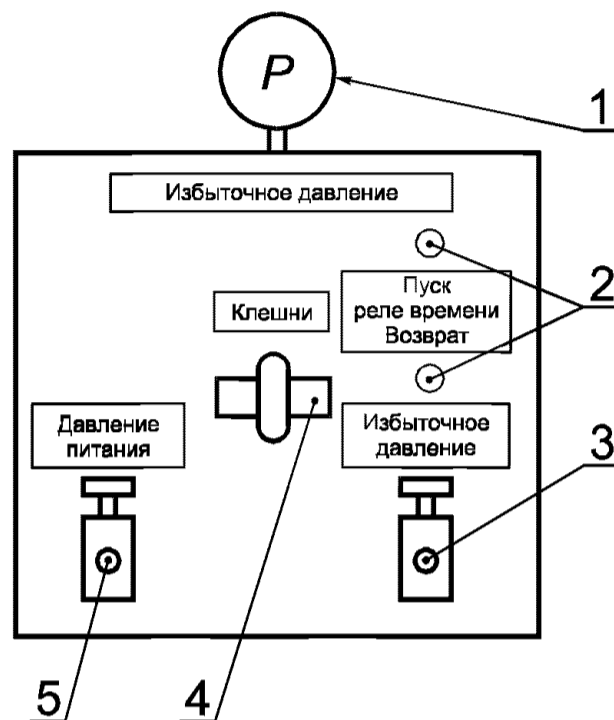 P
1
Избыточное давление
2
Пуск
реле времени
Возврат
Клешни
Давление
питания
Избыточное
давление
3
5
4